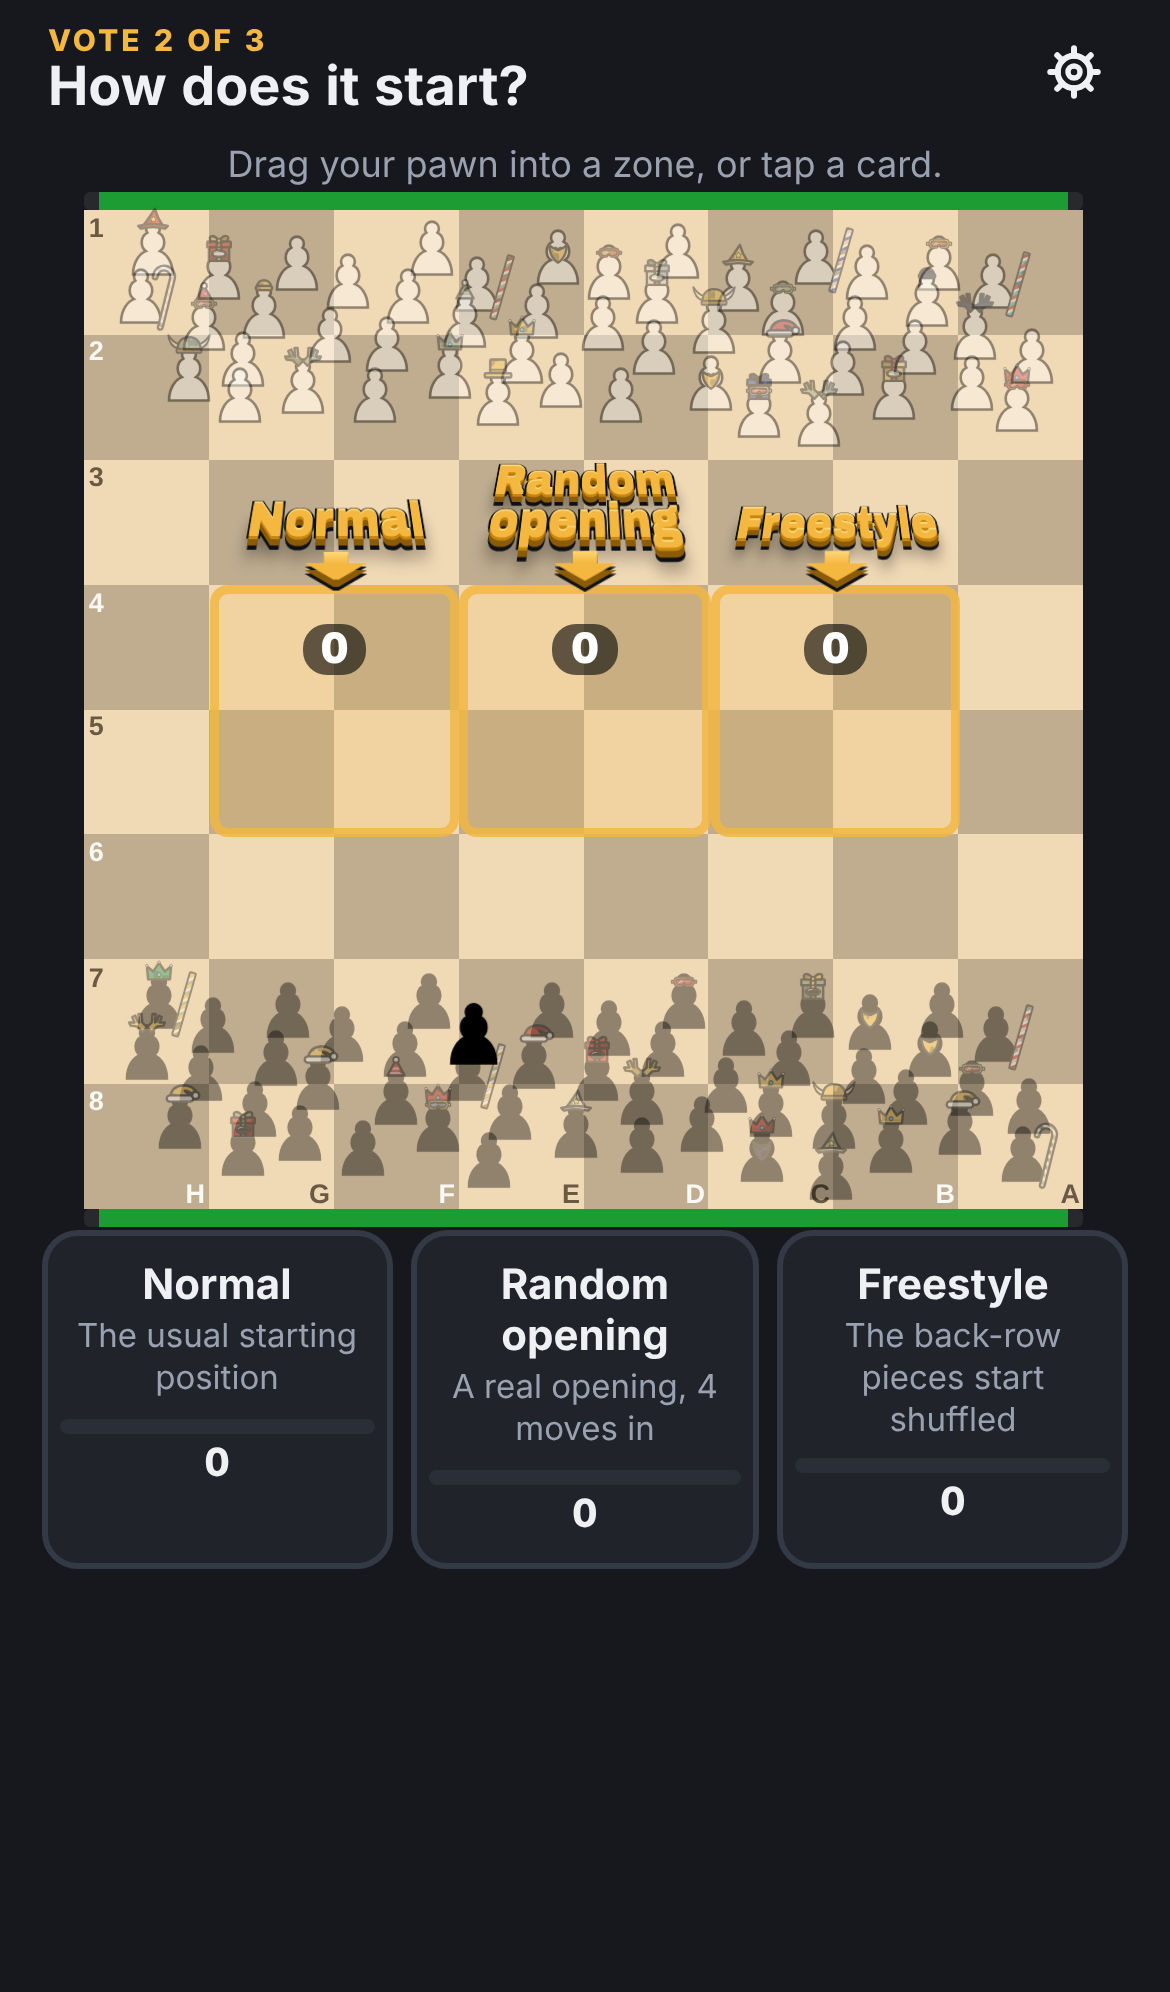 VOTE 2 OF 3
How does it start?
Drag your pawn into a zone, or tap a card.
1
2
3
Normal
Random
opening
Freestyle
4
0
0
0
5
6
7
8
H
G
F
E
D
C
B
A
Normal
The usual starting
position
0
Random
opening
A real opening, 4
moves in
0
Freestyle
The back-row
pieces start
shuffled
0